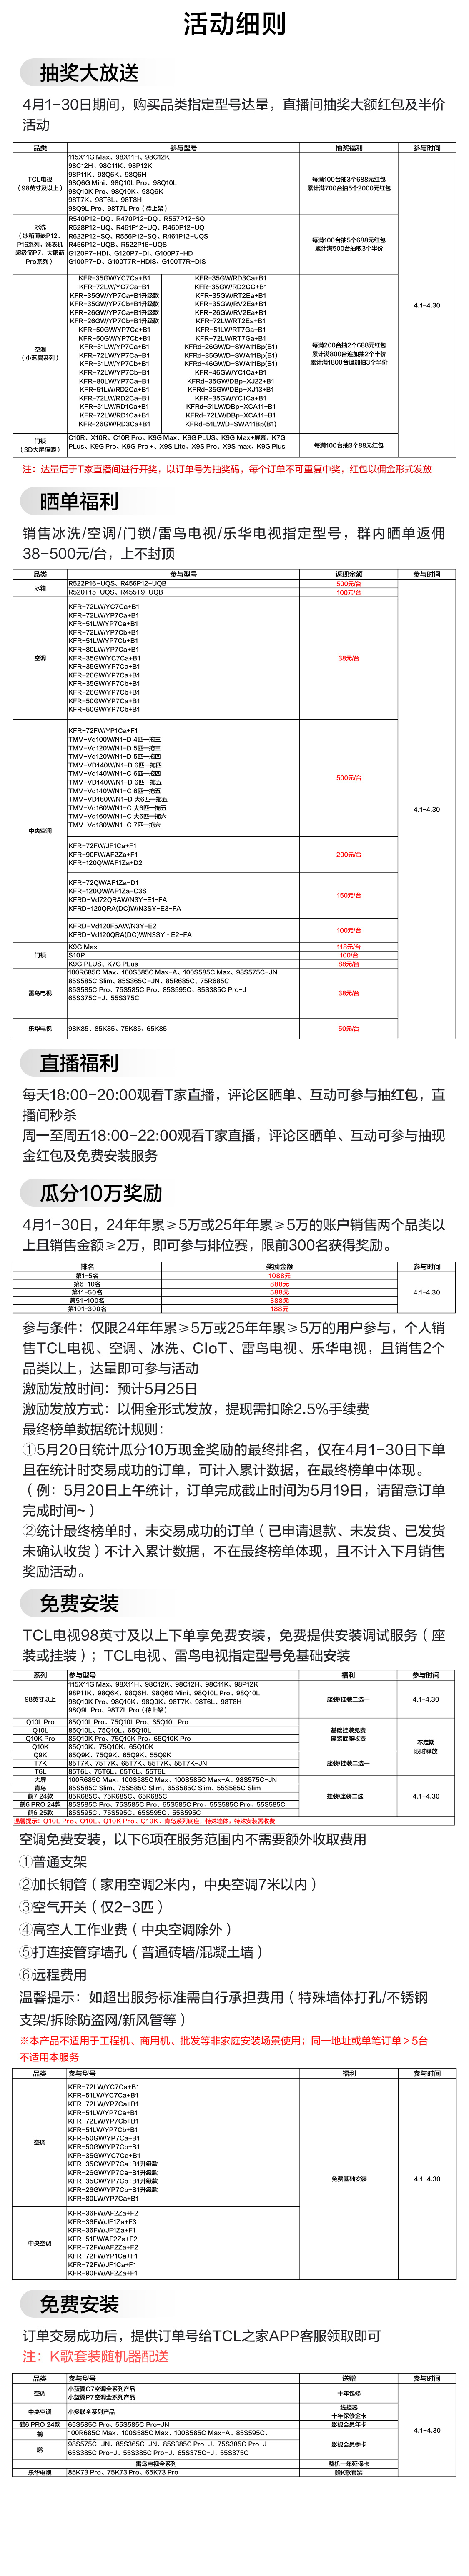 活动细则
抽奖大放送
4月1-30日期间，购买品类指定型号达量，直播间抽奖大额红包及半价
活动
品类 参与型号 抽奖福利 参与时间
TCL电视
（98英寸及以上）
115X11G Max、98X11H、98C12K
98C12H、98C11K、98P12K
98P11K、98Q6K、98Q6H
98Q6G Mini、98Q10L Pro、98Q10L
98Q10K Pro、98Q10K、98Q9K
98T7K、98T6L、98T8H
98Q9L Pro、98T7L Pro（待上架）
每满100台抽3个688元红包
累计满700台抽5个2000元红包
冰洗
（冰箱薄嵌P12、
P16系列，洗衣机
超级筒P7、大眼萌
Pro系列）
R540P12-DQ、R470P12-DQ、R557P12-SQ
R528P12-UQ、R461P12-UQ、R460P12-UQ
R622P12-SQ、R556P12-SQ、R461P12-UQS
R456P12-UQB、R522P16-UQS
G120P7-HDI、G120P7-DI、G100P7-HD
G100P7-D、G100T7R-HDIS、G100T7R-DIS
每满100台抽5个688元红包
累计满500台抽取3个半价
4.1-4.30
空调
（小蓝翼系列）
KFR-35GW/YC7Ca+B1 KFR-35GW/RD3Ca+B1
KFR-72LW/YC7Ca+B1 KFR-35GW/RD2CC+B1
KFR-35GW/YP7Ca+B1升级款 KFR-35GW/RT2Ea+B1
KFR-35GW/YP7Cb+B1升级款 KFR-35GW/RV2Ea+B1
KFR-26GW/YP7Ca+B1升级款 KFR-26GW/RV2Ea+B1
KFR-26GW/YP7Cb+B1升级款 KFR-72LW/RT2Ea+B1
KFR-50GW/YP7Ca+B1 KFR-51LW/RT7Ga+B1
KFR-50GW/YP7Cb+B1 KFR-72LW/RT7Ga+B1
KFR-51LW/YP7Ca+B1 KFRd-26GW/D-SWA11Bp(B1)
KFR-72LW/YP7Ca+B1 KFRd-35GW/D-SWA11Bp(B1)
KFR-51LW/YP7Cb+B1 KFRd-46GW/D-SWA11Bp(B1)
KFR-72LW/YP7Cb+B1 KFR-46GW/YC1Ca+B1
KFR-80LW/YP7Ca+B1 KFRd-35GW/DBp-XJ22+B1
KFR-51LW/RD2Ca+B1 KFRd-35GW/DBp-XJ13+B1
KFR-72LW/RD2Ca+B1 KFR-35GW/YC1Ca+B1
KFR-51LW/RD1Ca+B1 KFRd-51LW/DBp-XCA11+B1
KFR-72LW/RD1Ca+B1 KFRd-72LW/DBp-XCA11+B1
KFR-26GW/RD3Ca+B1 KFRd-51LW/D-SWA11Bp(B1)
每满200台抽2个688元红包
累计满800台追加抽2个半价
累计满1800台追加抽3个半价
门锁
（3D大屏猫眼）
C10R、X10R、C10R Pro、K9G Max、K9G PLUS、K9G Max+屏幕、K7G
PLus、K9G Pro、K9G Pro +、X9S Lite、X9S Pro、X9S max、K9G Plus
每满100台抽3个88元红包
注：达量后于T家直播间进行开奖，以订单号为抽奖码，每个订单不可重复中奖，红包以佣金形式发放
晒单福利
销售冰洗/空调/门锁/雷鸟电视/乐华电视指定型号，群内晒单返佣
38-500元/台，上不封顶
品类 参与型号 返现金额 参与时间
冰箱
R522P16-UQS、R456P12-UQB 500元/台
R520T15-UQS、R455T9-UQB 100元/台
空调
KFR-72LW/YC7Ca+B1
KFR-72LW/YP7Ca+B1
KFR-51LW/YP7Ca+B1
KFR-72LW/YP7Cb+B1
KFR-51LW/YP7Cb+B1
KFR-80LW/YP7Ca+B1
KFR-35GW/YC7Ca+B1
KFR-35GW/YP7Ca+B1
KFR-26GW/YP7Ca+B1
KFR-35GW/YP7Cb+B1
KFR-26GW/YP7Cb+B1
KFR-50GW/YP7Ca+B1
KFR-50GW/YP7Cb+B1
38元/台
中央空调
KFR-72FW/YP1Ca+F1
TMV-Vd100W/N1-D 4匹一拖三
TMV-Vd120W/N1-D 5匹一拖三
TMV-Vd120W/N1-D 5匹一拖四
TMV-VD140W/N1-D 6匹一拖四
TMV-Vd140W/N1-C 6匹一拖四
TMV-VD140W/N1-D 6匹一拖五
TMV-Vd140W/N1-C 6匹一拖五
TMV-VD160W/N1-D 大6匹一拖五
TMV-Vd160W/N1-C 大6匹一拖五
TMV-Vd160W/N1-C 大6匹一拖六
TMV-Vd180W/N1-C 7匹一拖六
500元/台
4.1-4.30
KFR-72FW/JF1Ca+F1
KFR-90FW/AF2Za+F1
KFR-120QW/AF1Za+D2
200元/台
KFR-72QW/AF1Za-D1
KFR-120QW/AF1Za-C3S
KFRD-Vd72QRAW/N3Y-E1-FA
KFRD-120QRA(DC)W/N3SY-E3-FA
150元/台
KFRD-Vd120F5AW/N3Y-E2
KFRD-Vd120QRA(DC)W/N3SY E2-FA
100元/台
门锁
K9G Max 118元/台
S10P 100/台
K9G PLUS、K7G PLus 88元/台
雷鸟电视
100R685C Max、100S585C Max-A、100S585C Max、98S575C-JN
85S585C Slim、85S365C-JN、85R685C、75R685C
85S585C Pro、75S585C Pro、85S595C、85S385C Pro-J
65S375C-J、55S375C
38元/台
乐华电视 98K85、85K85、75K85、65K85 50元/台
直播福利
每天18:00-20:00观看T家直播，评论区晒单、互动可参与抽红包，直
播间秒杀
周一至周五18:00-22:00观看T家直播，评论区晒单、互动可参与抽现
金红包及免费安装服务
瓜分10万奖励
4月1-30日，24年年累≥5万或25年年累≥5万的账户销售两个品类以
上且销售金额≥2万，即可参与排位赛，限前300名获得奖励。
排名 奖励金额 参与时间
第1-5名 1088元
第6-10名 888元
第11-50名 588元 4.1-4.30
第51-100名 388元
第101-300名 188元
参与条件：仅限24年年累≥5万或25年年累≥5万的用户参与，个人销
售TCL电视、空调、冰洗、CIoT、雷鸟电视、乐华电视，且销售2个
品类以上，达量即可参与活动
激励发放时间：预计5月25日
激励发放方式：以佣金形式发放，提现需扣除2.5%手续费
最终榜单数据统计规则：
①5月20日统计瓜分10万现金奖励的最终排名，仅在4月1-30日下单
且在统计时交易成功的订单，可计入累计数据，在最终榜单中体现。
（例：5月20日上午统计，订单完成截止时间为5月19日，请留意订单
完成时间~）
②统计最终榜单时，未交易成功的订单（已申请退款、未发货、已发货
未确认收货）不计入累计数据，不在最终榜单体现，且不计入下月销售
奖励活动。
免费安装
TCL电视98英寸及以上下单享免费安装，免费提供安装调试服务（座
装或挂装）；TCL电视、雷鸟电视指定型号免基础安装
系列 参与型号 福利 参与时间
98英寸以上
115X11G Max、98X11H、98C12K、98C12H、98C11K、98P12K
98P11K、98Q6K、98Q6H、98Q6G Mini、98Q10L Pro、98Q10L
98Q10K Pro、98Q10K、98Q9K、98T7K、98T6L、98T8H
98Q9L Pro、98T7L Pro（待上架）
座装/挂装二选一 4.1-4.30
Q10L Pro 85Q10L Pro、75Q10L Pro、65Q10L Pro
Q10L 85Q10L、75Q10L、65Q10L
Q10K Pro 85Q10K Pro、75Q10K Pro、65Q10K Pro
Q10K 85Q10K、75Q10K、65Q10K
基础挂装免费
座装底座收费
不定期
限时释放
Q9K 85Q9K、75Q9K、65Q9K、55Q9K
T7K 85T7K、75T7K、65T7K、55T7K、55T7K-JN
T6L 85T6L、75T6L、65T6L、55T6L
座装/挂装二选一
大屏 100R685C Max、100S585C Max、100S585C Max-A、98S575C-JN
青鸟 85S585C Slim、75S585C Slim、65S585C Slim、55S585C Slim
鹤7 24款 85R685C、75R685C、65R685C
鹤6 PRO 24款 85S585C Pro、75S585C Pro、65S585C Pro、55S585C Pro、55S585C
鹤6 25款 85S595C、75S595C、65S595C、55S595C
挂装/座装二选一 4.1-4.30
温馨提示：Q10L Pro、Q10L、Q10K Pro、Q10K、青鸟系列底座、特殊墙体、特殊安装需收费
空调免费安装，以下6项在服务范围内不需要额外收取费用
①普通支架
②加长铜管（家用空调2米内，中央空调7米以内）
③空气开关（仅2-3匹）
④高空人工作业费（中央空调除外）
⑤打连接管穿墙孔（普通砖墙/混凝土墙）
⑥远程费用
温馨提示：如超出服务标准需自行承担费用（特殊墙体打孔/不锈钢
支架/拆除防盗网/新风管等）
※本产品不适用于工程机、商用机、批发等非家庭安装场景使用；同一地址或单笔订单＞5台
不适用本服务
品类 参与型号 福利 参与时间
空调
KFR-72LW/YC7Ca+B1
KFR-51LW/YC7Ca+B1
KFR-72LW/YP7Ca+B1
KFR-51LW/YP7Ca+B1
KFR-72LW/YP7Cb+B1
KFR-51LW/YP7Cb+B1
KFR-50GW/YP7Ca+B1
KFR-50GW/YP7Cb+B1
KFR-35GW/YC7Ca+B1
KFR-35GW/YP7Ca+B1升级款
KFR-26GW/YP7Ca+B1升级款
KFR-35GW/YP7Cb+B1升级款
KFR-26GW/YP7Cb+B1升级款
KFR-80LW/YP7Ca+B1
免费基础安装 4.1-4.30
中央空调
KFR-36FW/AF2Za+F2
KFR-36FW/JF1Za+F3
KFR-36FW/JF1Za+F1
KFR-51FW/AF2Za+F2
KFR-72FW/AF2Za+F2
KFR-72FW/YP1Ca+F1
KFR-72FW/JF1Ca+F1
KFR-90FW/AF2Za+F1
免费安装
订单交易成功后，提供订单号给TCL之家APP客服领取即可
注：K歌套装随机器配送
品类 参与型号 送赠 参与时间
空调
小蓝翼C7空调全系列产品
小蓝翼P7空调全系列产品
十年包修
中央空调 小多联全系列产品
线控器
十年保修金卡
鹤6 PRO 24款 65S585C Pro、55S585C Pro-JN 影视会员年卡
4.1-4.30
鹤 100R685C Max、100S585C Max、100S585C Max-A、85S595C、
鹏
98S575C-JN、85S365C-JN、85S385C Pro-J、75S385C Pro-J
65S385C Pro-J、55S385C Pro-J、65S375C-J、55S375C
影视会员季卡
雷鸟电视全系列 整机一年延保卡
乐华电视 85K73 Pro、75K73 Pro、65K73 Pro 赠K歌套装